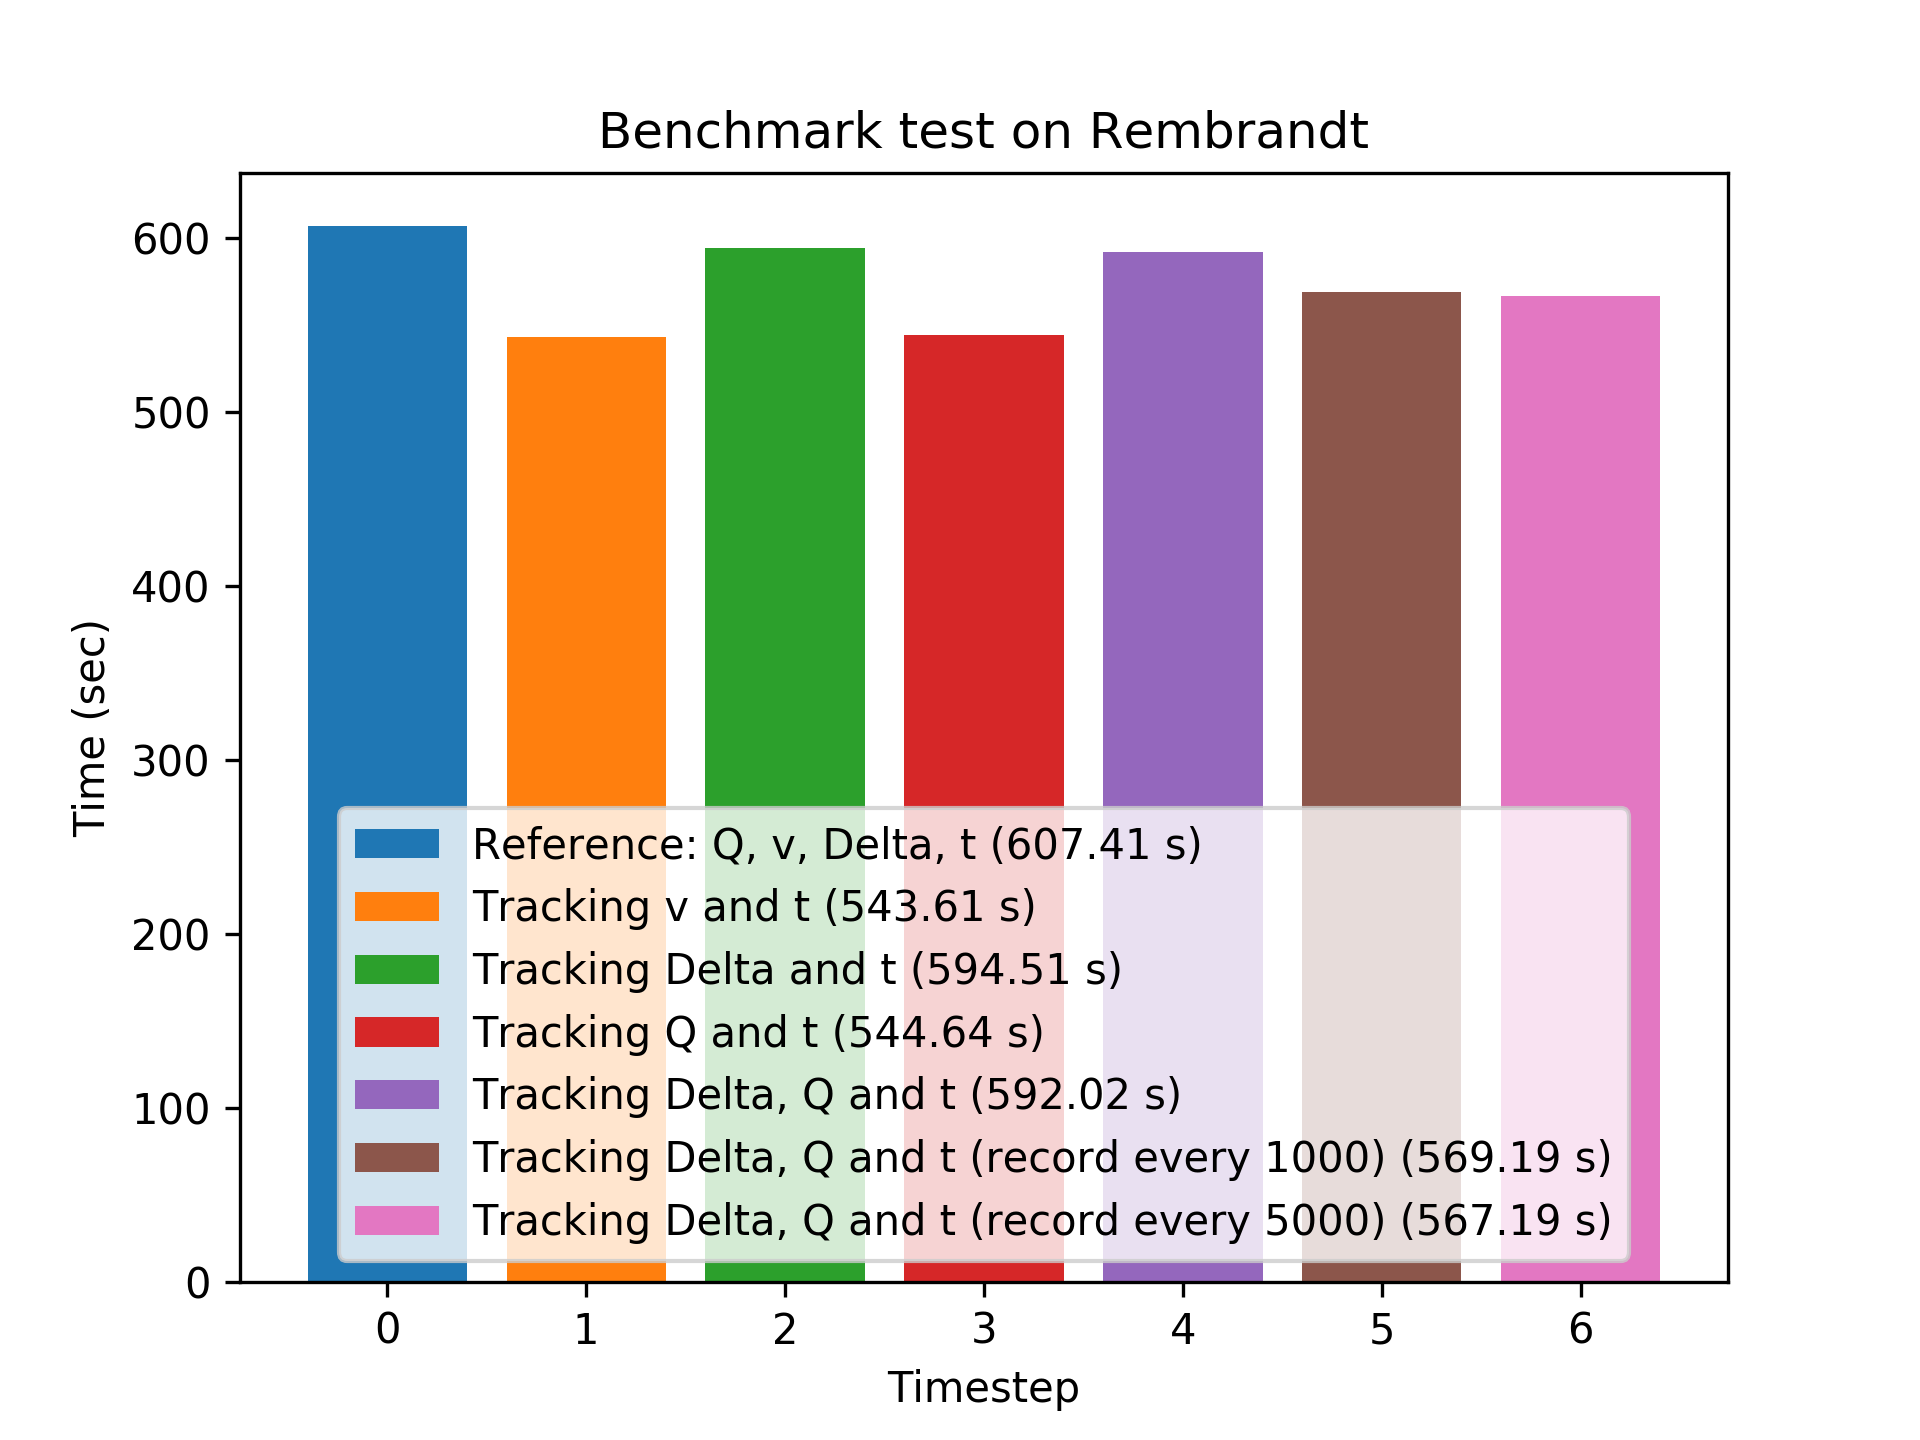 Benchmark test on Rembrandt
600
500
400
300
200
100
0
Time (sec)
Reference: Q, v, Delta, t (607.41 s)
Tracking v and t (543.61 s)
Tracking Delta and t (594.51 s)
Tracking Q and t (544.64 s)
Tracking Delta, Q and t (592.02 s)
Tracking Delta, Q and t (record every 1000) (569.19 s)
Tracking Delta, Q and t (record every 5000) (567.19 s)
0 1 2 3 4 5 6
Timestep